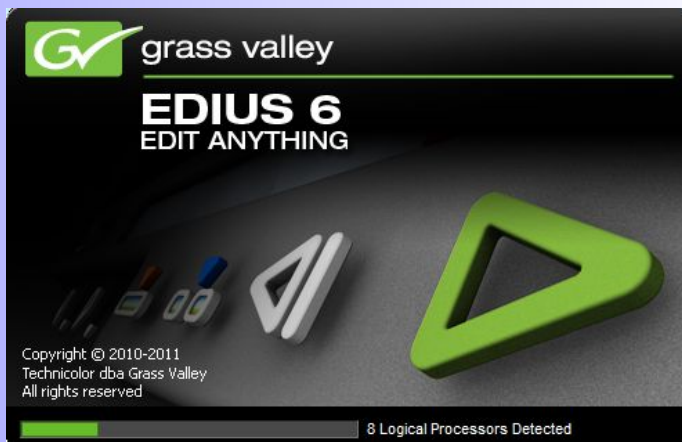 GV
grass valley
EDIUS 6
EDIT ANYTHING
Copyright © 2010-2011
Technicolor dba Grass Valley
All rights reserved
8 Logical Processors Detected